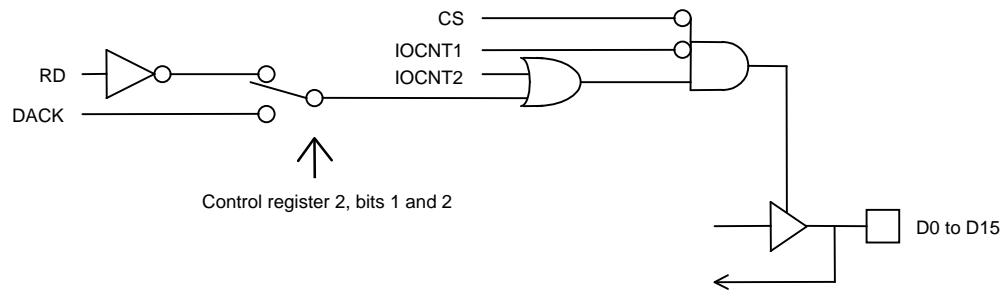 CS
IOCNT1
RD
IOCNT2
DACK
Control register 2, bits 1 and 2
D0 to D15